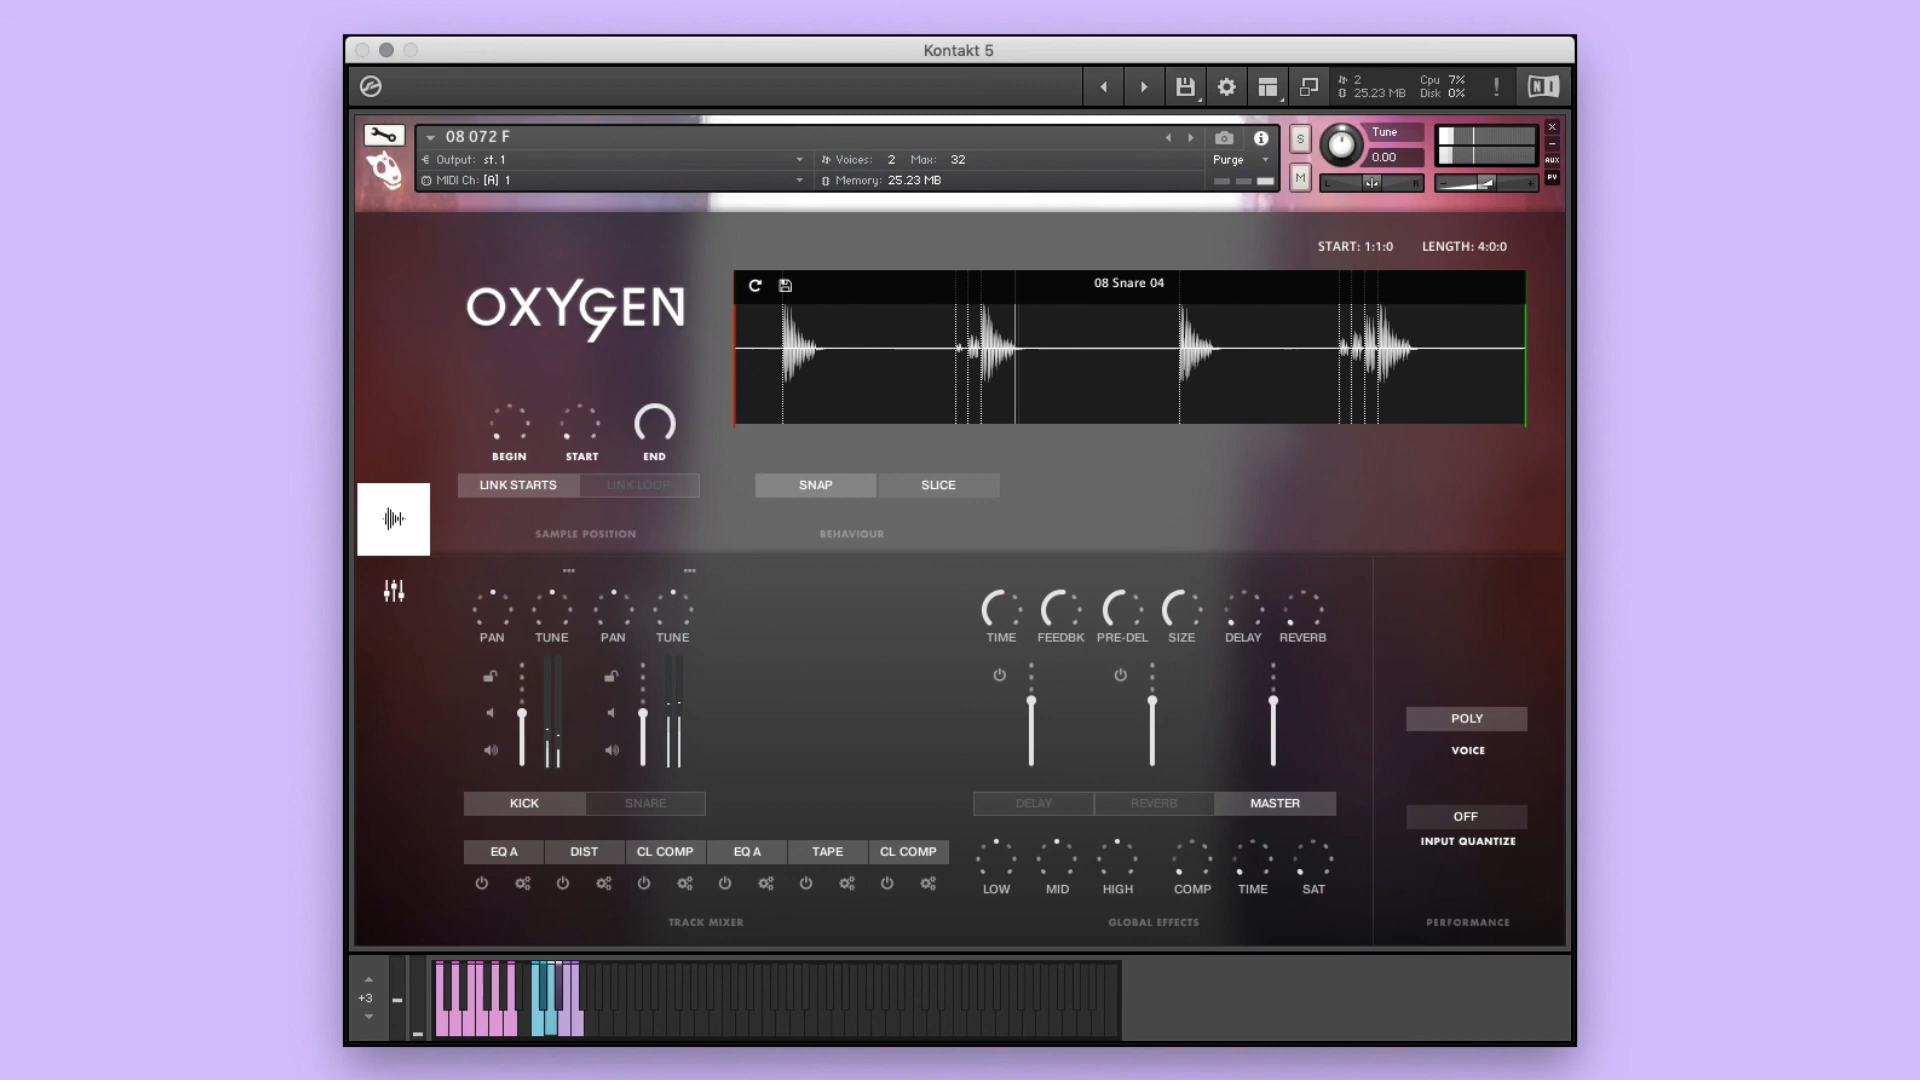 Kontakt 5
2
25.23 MB
Cpu 7%
Disk 0%
!
NI
08 072 F
Output: st.1
Voices: 2 Max: 32
Purge
MIDI Ch: [A] 1
Memory: 25.23 MB
S
M
Tune
0.00
L R
- +
×
-
AUX
PV
START: 1:1:0 LENGTH: 4:0:0
OXYGEN
08 Snare 04
BEGIN START END
LINK STARTS LINK LOOP
SNAP SLICE
SAMPLE POSITION
BEHAVIOUR
PAN TUNE PAN TUNE
TIME FEEDBK PRE-DEL SIZE DELAY REVERB
POLY
VOICE
KICK SNARE
DELAY REVERB MASTER
OFF
INPUT QUANTIZE
EQ A DIST CL COMP EQ A TAPE CL COMP
LOW MID HIGH COMP TIME SAT
TRACK MIXER
GLOBAL EFFECTS
PERFORMANCE
+3